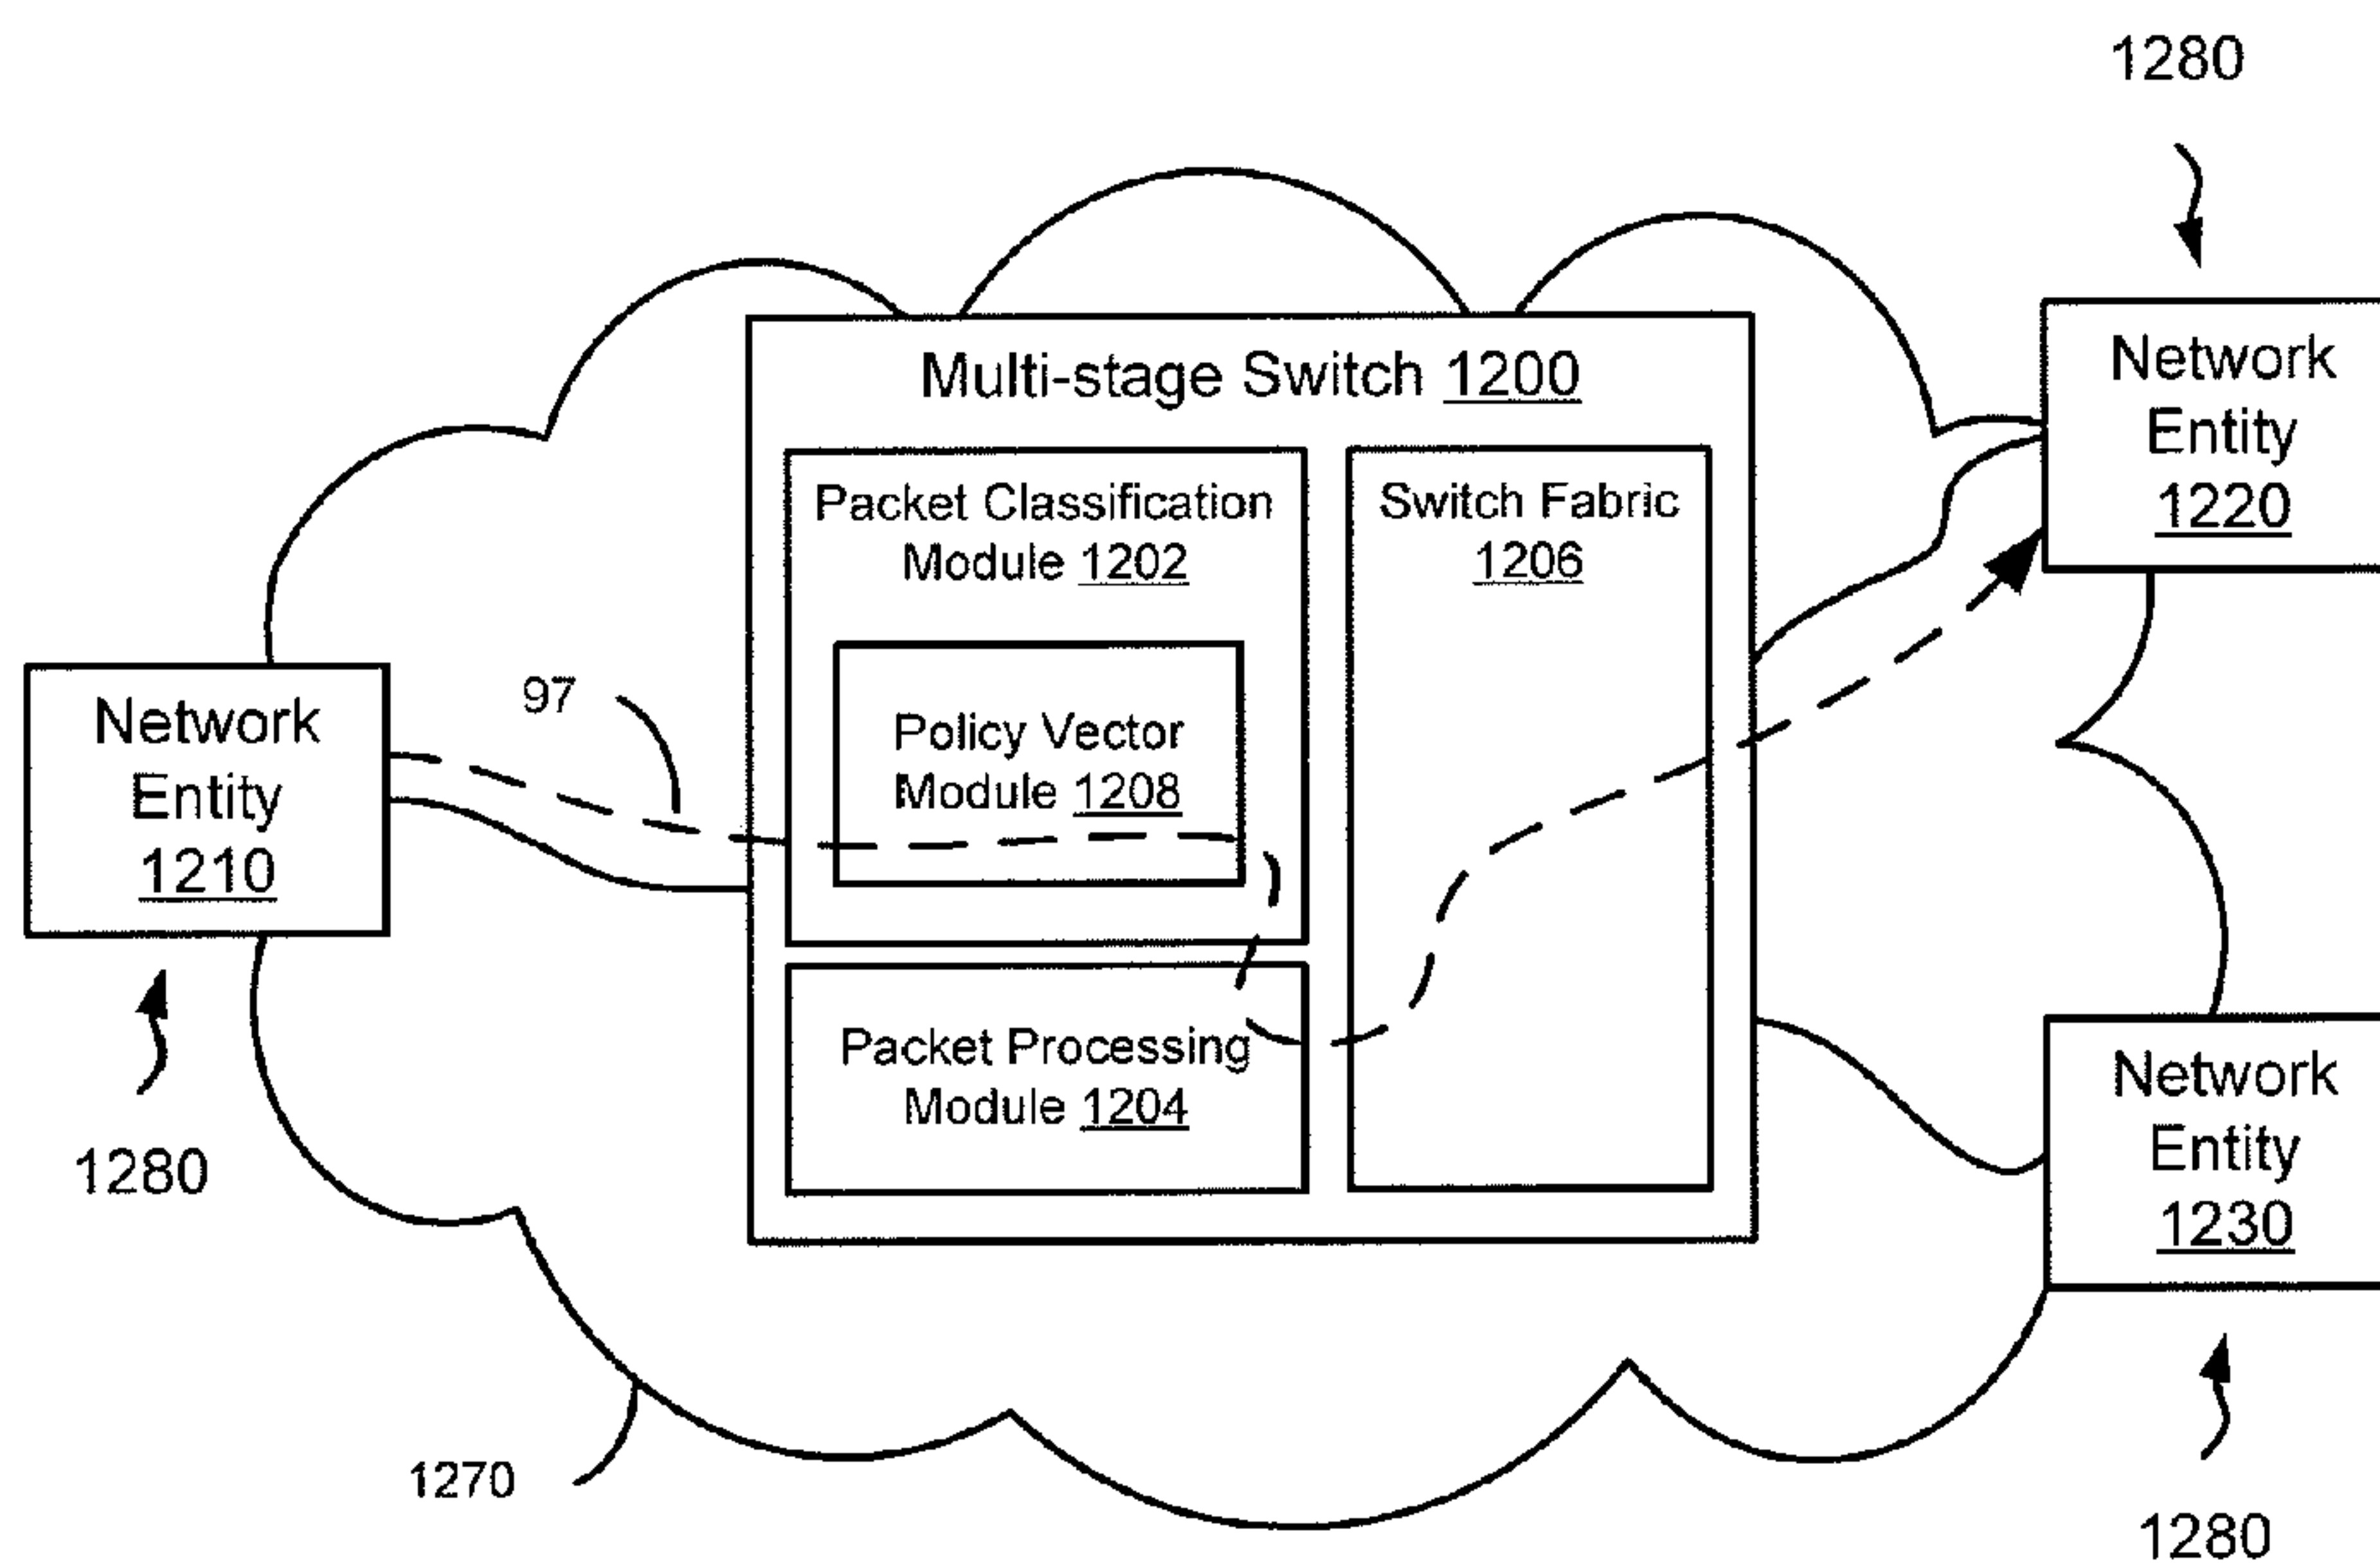 1280
Multi-stage Switch 1200
Network
Entity
1220
Packet Classification
Module 1202
Switch Fabric
1206
Policy Vector
Module 1208
97
Network
Entity
1210
1280
Packet Processing
Module 1204
Network
Entity
1230
1270
1280